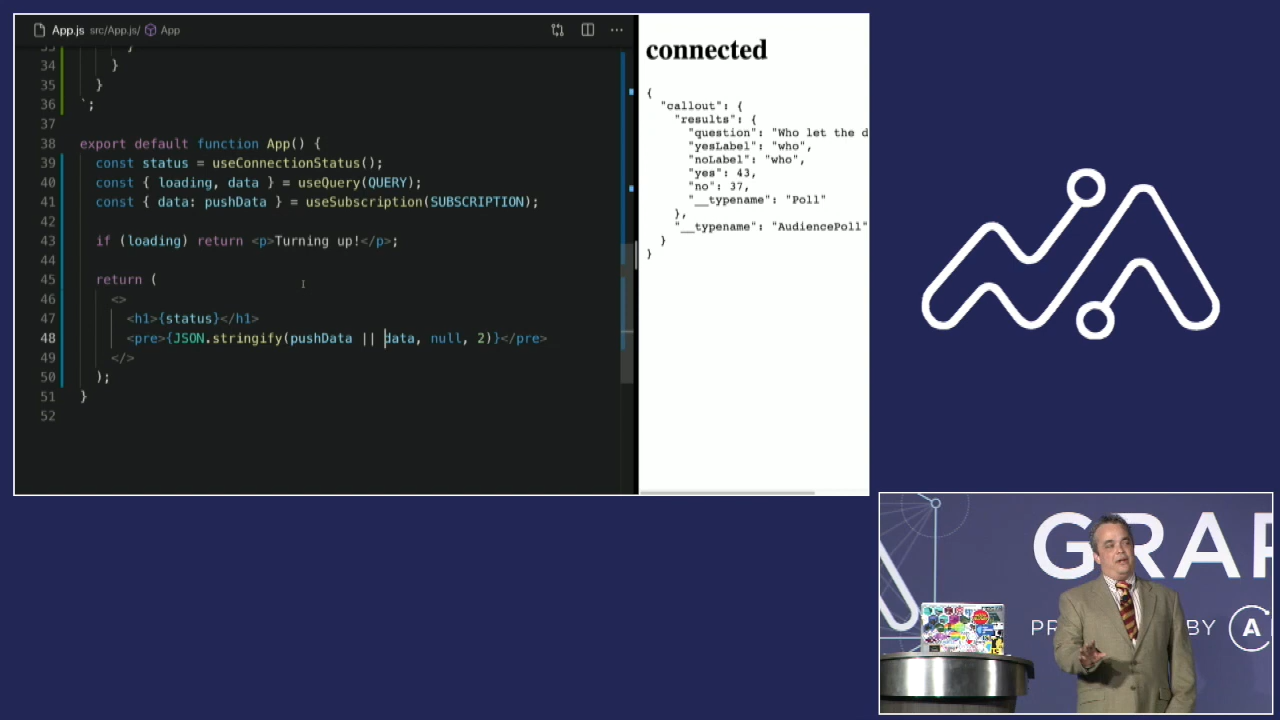 App.js src/App.js/ App ...
33 }
34 }
35 }
36 `;
37
38 export default function App() {
39 const status = useConnectionStatus();
40 const { loading, data } = useQuery(QUERY);
41 const { data: pushData } = useSubscription(SUBSCRIPTION);
42
43 if (loading) return <p>Turning up!</p>;
44
45 return (
46 <>
47 <h1>{status}</h1>
48 <pre>{JSON.stringify(pushData || data, null, 2)}</pre>
49 </>
50 );
51 }
52
connected
{
"callout": {
"results": {
"question": "Who let the d
"yesLabel": "who",
"noLabel": "who",
"yes": 43,
"no": 37,
"__typename": "Poll"
},
"__typename": "AudiencePoll"
}
}
GRAP
BY A